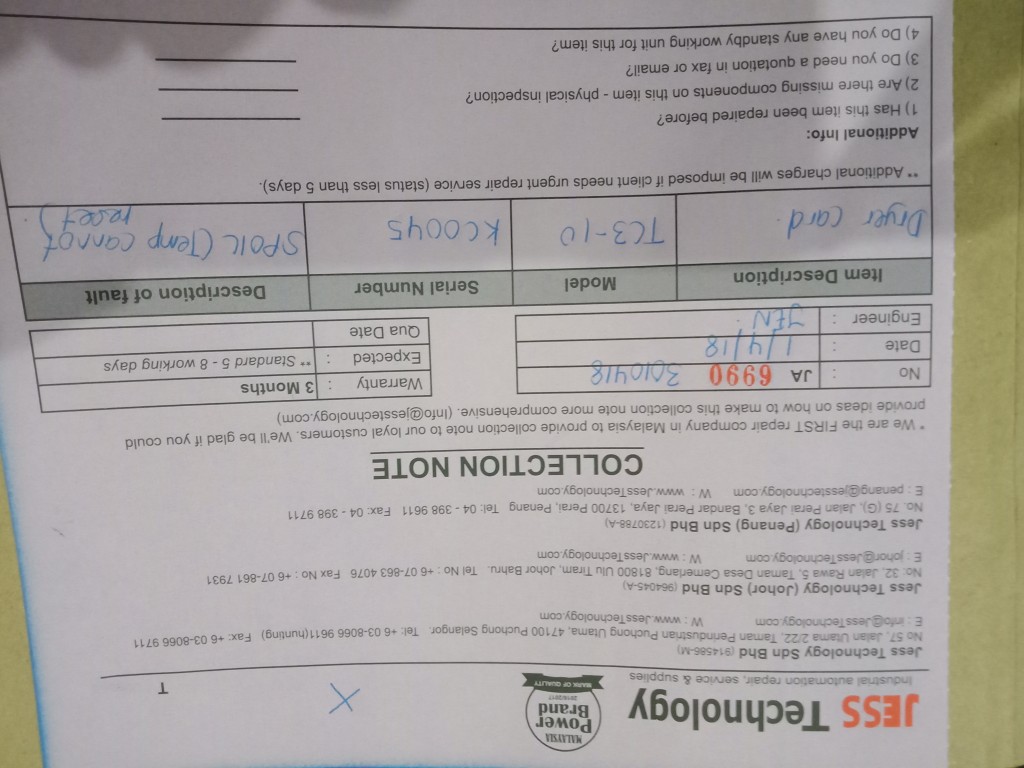 JESS Technology
Industrial automation repair, service & supplies
MALAYSIA
Power
Brand
2016/2017
MARK OF QUALITY
X
T
Jess Technology Sdn Bhd (914586-M)
No 57, Jalan Utama 2/22, Taman Perindustrian Puchong Utama, 47100 Puchong Selangor. Tel: +6 03-8066 9611(hunting) Fax: +6 03-8066 9711
E : info@JessTechnology.com W : www.JessTechnology.com
Jess Technology (Johor) Sdn Bhd (964045-A)
No. 32, Jalan Rawa 5, Taman Desa Cemerlang, 81800 Ulu Tiram, Johor Bahru. Tel No : +6 07-863 4076 Fax No : +6 07-861 7931
E : johor@JessTechnology.com W : www.JessTechnology.com
Jess Technology (Penang) Sdn Bhd (1230788-A)
No. 75 (G), Jalan Perai Jaya 3, Bandar Perai Jaya, 13700 Perai, Penang Tel: 04 - 398 9611 Fax: 04 - 398 9711
E : penang@jesstechnology.com W : www.JessTechnology.com
COLLECTION NOTE
* We are the FIRST repair company in Malaysia to provide collection note to our loyal customers. We'll be glad if you could
provide ideas on how to make this collection note more comprehensive. (Info@jesstechnology.com)
No : JA 6990 3010418
Date : 1/4/18
Engineer : JEN
Warranty : 3 Months
Expected : ** Standard 5 - 8 working days
Qua Date
Item Description Model Serial Number Description of fault
Dryer card. TC3-10 KC0045 SPOIL (Temp cannot
reset).
** Additional charges will be imposed if client needs urgent repair service (status less than 5 days).
Additional Info:
1) Has this item been repaired before?
2) Are there missing components on this item - physical inspection?
3) Do you need a quotation in fax or email?
4) Do you have any standby working unit for this item?